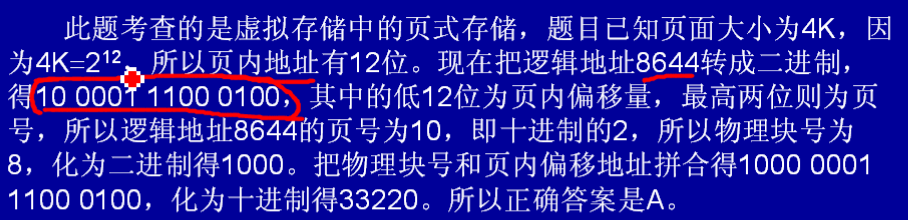 此题考查的是虚拟存储中的页式存储，题目已知页面大小为4K，因
为4K=2¹²，所以页内地址有12位。现在把逻辑地址8644转成二进制，
得10 0001 1100 0100，其中的低12位为页内偏移量，最高两位则为页
号，所以逻辑地址8644的页号为10，即十进制的2，所以物理块号为
8，化为二进制得1000。把物理块号和页内偏移地址拼合得1000 0001
1100 0100，化为十进制得33220。所以正确答案是A。